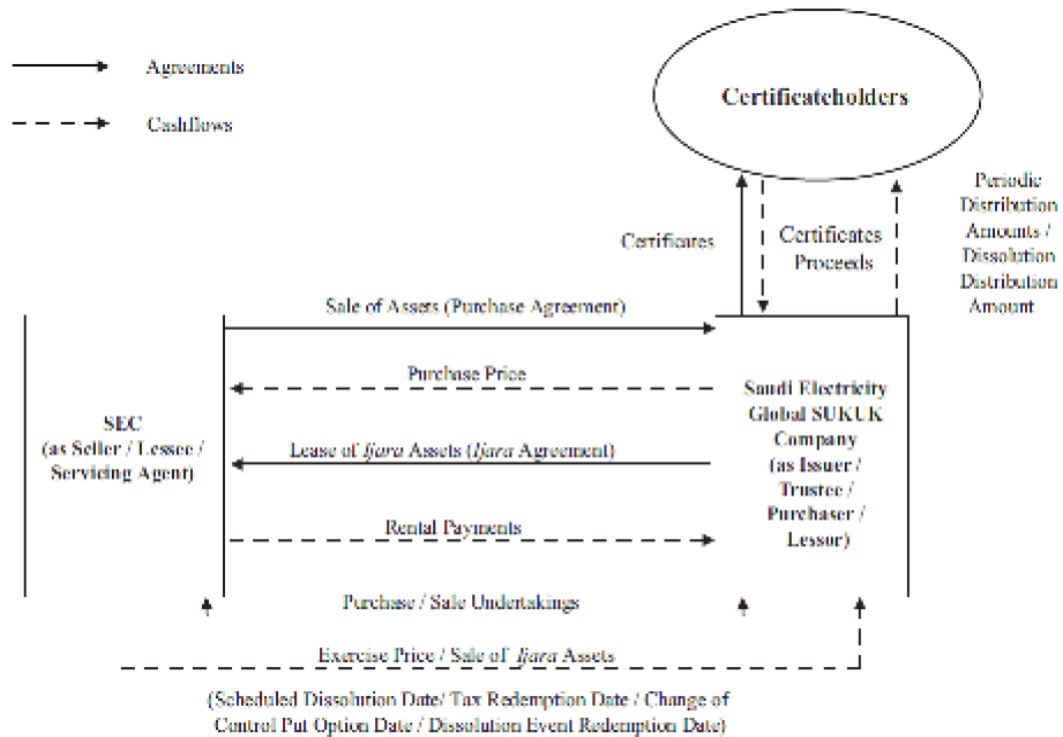 Agreements
Cashflows
Certificateholders
Certificates
Certificates
Proceeds
Periodic
Distribution
Amounts /
Dissolution
Distribution
Amount
Sale of Assets (Purchase Agreement)
Purchase Price
Lease of Ijara Assets (Ijara Agreement)
Rental Payments
SEC
(as Seller / Lessee /
Servicing Agent)
Saudi Electricity
Global SUKUK
Company
(as Issuer /
Trustee /
Purchaser /
Lessor)
Purchase / Sale Undertakings
Exercise Price / Sale of Ijara Assets
(Scheduled Dissolution Date/ Tax Redemption Date / Change of
Control Put Option Date / Dissolution Event Redemption Date)